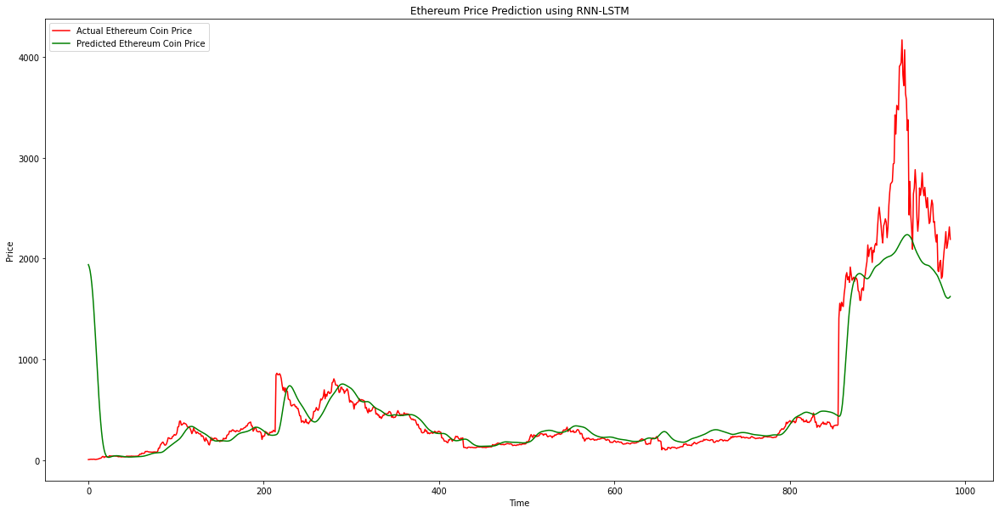 Ethereum Price Prediction using RNN-LSTM
Actual Ethereum Coin Price
Predicted Ethereum Coin Price
4000
3000
2000
1000
0
Price
0 200 400 600 800 1000
Time